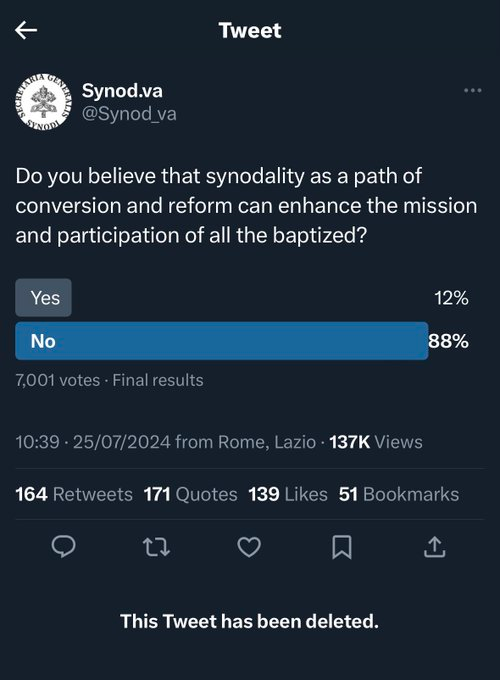 Tweet
SECRETARIA GENERALIS
SYNODI
Synod.va
@Synod_va
Do you believe that synodality as a path of
conversion and reform can enhance the mission
and participation of all the baptized?
Yes 12%
No 88%
7,001 votes · Final results
10:39 · 25/07/2024 from Rome, Lazio · 137K Views
164 Retweets 171 Quotes 139 Likes 51 Bookmarks
This Tweet has been deleted.